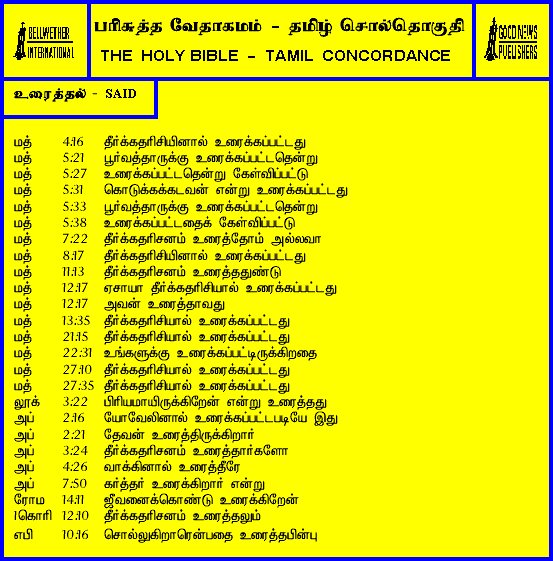 BELLWETHER
INTERNATIONAL
பரிசுத்த வேதாகமம் - தமிழ் சொல்தொகுதி
THE HOLY BIBLE - TAMIL CONCORDANCE
GOOD NEWS
PUBLISHERS
உரைத்தல் - SAID
மத் 4:16 தீர்க்கதரிசியினால் உரைக்கப்பட்டது
மத் 5:21 பூர்வத்தாருக்கு உரைக்கப்பட்டதென்று
மத் 5:27 உரைக்கப்பட்டதென்று கேள்விப்பட்டு
மத் 5:31 கொடுக்கக்கடவன் என்று உரைக்கப்பட்டது
மத் 5:33 பூர்வத்தாருக்கு உரைக்கப்பட்டதென்று
மத் 5:38 உரைக்கப்பட்டதைக் கேள்விப்பட்டு
மத் 7:22 தீர்க்கதரிசனம் உரைத்தோம் அல்லவா
மத் 8:17 தீர்க்கதரிசியினால் உரைக்கப்பட்டது
மத் 11:13 தீர்க்கதரிசனம் உரைத்ததுண்டு
மத் 12:17 ஏசாயா தீர்க்கதரிசியால் உரைக்கப்பட்டது
மத் 12:17 அவன் உரைத்தாவது
மத் 13:35 தீர்க்கதரிசியால் உரைக்கப்பட்டது
மத் 21:15 தீர்க்கதரிசியால் உரைக்கப்பட்டது
மத் 22:31 உங்களுக்கு உரைக்கப்பட்டிருக்கிறதை
மத் 27:10 தீர்க்கதரிசியால் உரைக்கப்பட்டது
மத் 27:35 தீர்க்கதரிசியால் உரைக்கப்பட்டது
லூக் 3:22 பிரியமாயிருக்கிறேன் என்று உரைத்தது
அப் 2:16 யோவேலினால் உரைக்கப்பட்டபடியே இது
அப் 2:21 தேவன் உரைத்திருக்கிறார்
அப் 3:24 தீர்க்கதரிசனம் உரைத்தார்களோ
அப் 4:26 வாக்கினால் உரைத்தீரே
அப் 7:50 கர்த்தர் உரைக்கிறார் என்று
ரோம 14:11 ஜீவனைக்கொண்டு உரைக்கிறேன்
1கொரி 12:10 தீர்க்கதரிசனம் உரைத்தலும்
எபி 10:16 சொல்லுகிறாரென்பதை உரைத்தபின்பு